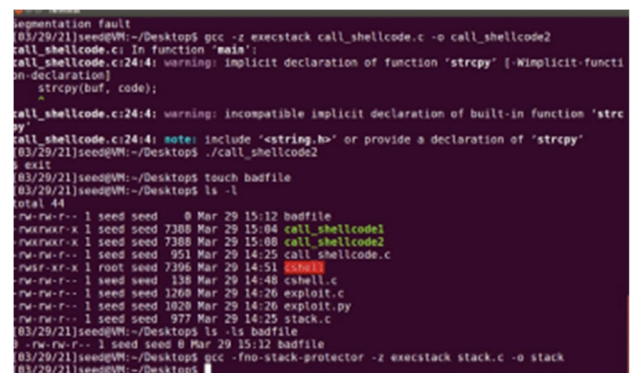 Segmentation fault
[03/29/21]seed@VM:~/Desktop$ gcc -z execstack call_shellcode.c -o call_shellcode2
call_shellcode.c: In function ‘main’:
call_shellcode.c:24:4: warning: implicit declaration of function ‘strcpy’ [-Wimplicit-functi
on-declaration]
strcpy(buf, code);
^
call_shellcode.c:24:4: warning: incompatible implicit declaration of built-in function ‘strc
py’
call_shellcode.c:24:4: note: include ‘<string.h>’ or provide a declaration of ‘strcpy’
[03/29/21]seed@VM:~/Desktop$ ./call_shellcode2
$ exit
[03/29/21]seed@VM:~/Desktop$ touch badfile
[03/29/21]seed@VM:~/Desktop$ ls -l
total 44
-rw-rw-r-- 1 seed seed 0 Mar 29 15:12 badfile
-rwxrwxr-x 1 seed seed 7388 Mar 29 15:04 call_shellcode1
-rwxrwxr-x 1 seed seed 7388 Mar 29 15:08 call_shellcode2
-rw-rw-r-- 1 seed seed 951 Mar 29 14:25 call_shellcode.c
-rwsr-xr-x 1 root seed 7396 Mar 29 14:51 cshell
-rw-rw-r-- 1 seed seed 138 Mar 29 14:48 cshell.c
-rw-rw-r-- 1 seed seed 1260 Mar 29 14:26 exploit.c
-rw-rw-r-- 1 seed seed 1020 Mar 29 14:26 exploit.py
-rw-rw-r-- 1 seed seed 977 Mar 29 14:25 stack.c
[03/29/21]seed@VM:~/Desktop$ ls -ls badfile
0 -rw-rw-r-- 1 seed seed 0 Mar 29 15:12 badfile
[03/29/21]seed@VM:~/Desktop$ gcc -fno-stack-protector -z execstack stack.c -o stack
[03/29/21]seed@VM:~/Desktop$